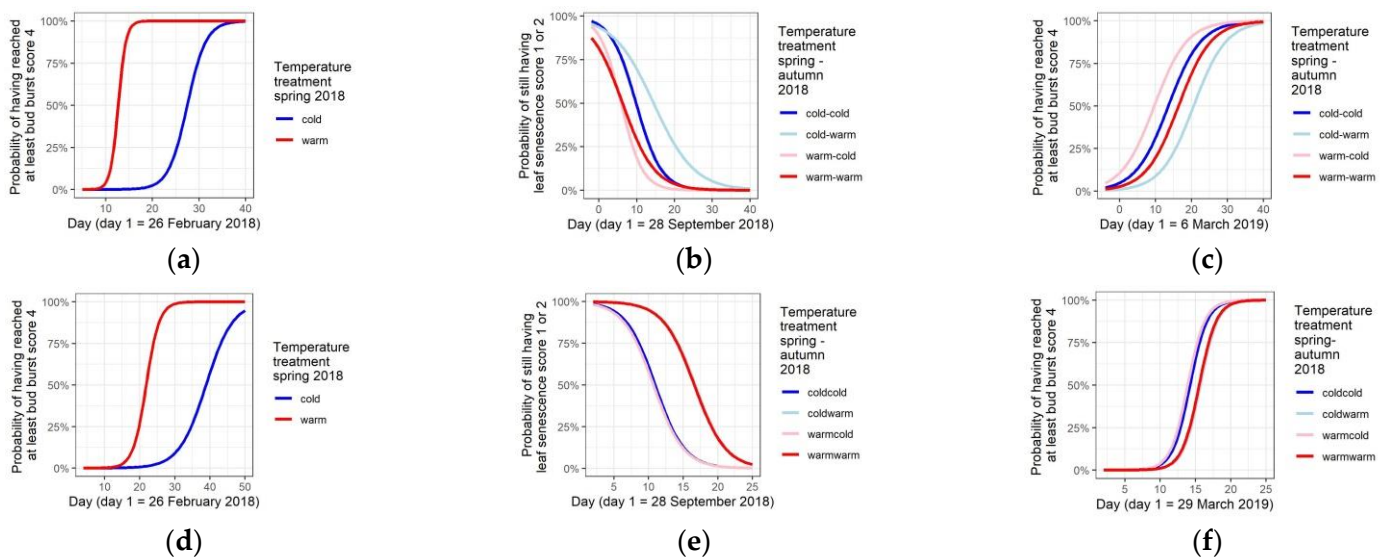 Probability of having reached
at least bud burst score 4
100%
75%
50%
25%
0%
10
20
30
40
Day (day 1 = 26 February 2018)
Temperature
treatment
spring 2018
cold
warm
(a)
Probability of still having
leaf senescence score 1 or 2
100%
75%
50%
25%
0%
0
10
20
30
40
Day (day 1 = 28 September 2018)
Temperature
treatment
spring -
autumn
2018
cold-cold
cold-warm
warm-cold
warm-warm
(b)
Probability of having reached
at least bud burst score 4
100%
75%
50%
25%
0%
0
10
20
30
40
Day (day 1 = 6 March 2019)
Temperature
treatment
spring -
autumn
2018
cold-cold
cold-warm
warm-cold
warm-warm
(c)
Probability of having reached
at least bud burst score 4
100%
75%
50%
25%
0%
10
20
30
40
50
Day (day 1 = 26 February 2018)
Temperature
treatment
spring 2018
cold
warm
(d)
Probability of still having
leaf senescence score 1 or 2
100%
75%
50%
25%
0%
5
10
15
20
25
Day (day 1 = 28 September 2018)
Temperature
treatment
spring -
autumn
2018
coldcold
coldwarm
warmcold
warmwarm
(e)
Probability of having reached
at least bud burst score 4
100%
75%
50%
25%
0%
5
10
15
20
25
Day (day 1 = 29 March 2019)
Temperature
treatment
spring-
autumn
2018
coldcold
coldwarm
warmcold
warmwarm
(f)